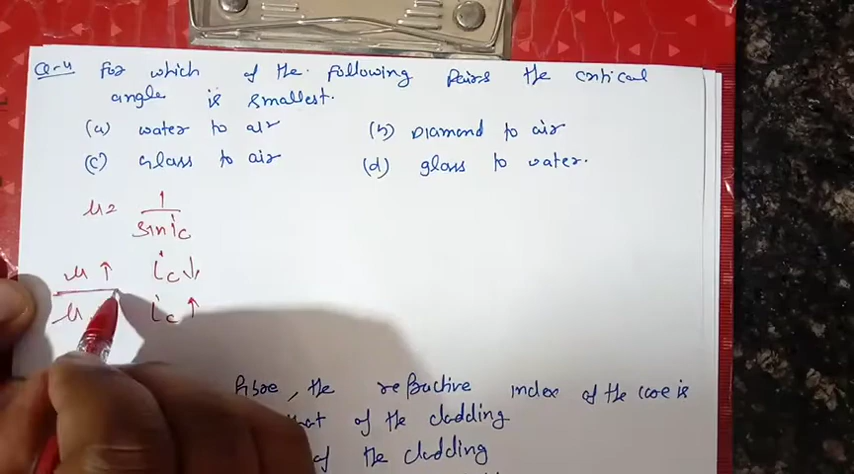 Q-4 For which of the following pairs the critical
angle is smallest.
(a) water to air (b) Diamond to air
(c) Glass to air (d) glass to water.
μ = 1/sin ic
μ ↑ ic ↓
μ ic ↑
fibre, the refractive index of the core is
that of the cladding
of the cladding